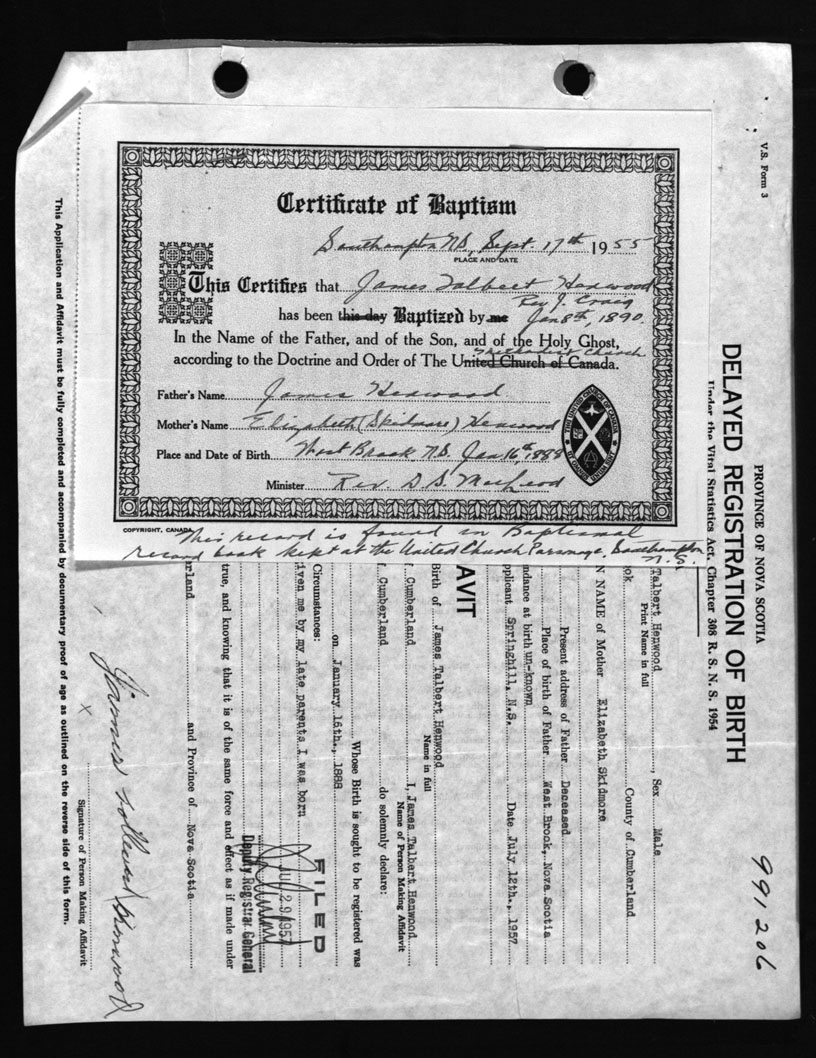 Certificate of Baptism
Southampton N.S., Sept. 17th 1955
PLACE AND DATE
This Certifies that James Talbert Henwood
Rev J. Craig
has been this day Baptized by me Jan 8th, 1890.
In the Name of the Father, and of the Son, and of the Holy Ghost,
Methodist Church
according to the Doctrine and Order of The United Church of Canada.
Father's Name James Henwood
Mother's Name Elizabeth (Skidmore) Henwood
Place and Date of Birth West Brook N.S. Jan 16th, 1888
Minister Rev. D. S. MacLeod
COPYRIGHT, CANADA
This record is found in Baptismal
record book kept at the United Church Parsonage, Southampton
N.S.
V.S. Form 3
PROVINCE OF NOVA SCOTIA
DELAYED REGISTRATION OF BIRTH
Under the Vital Statistics Act, Chapter 308 R. S. N. S. 1954
991206
Talbert Henwood, Sex Male
Print Name in full
ok County of Cumberland
N NAME of Mother Elizabeth Skidmore
Present address of Father Deceased
Place of birth of Father West Brook, Nova Scotia
ndance at birth un-known
pplicant Springhill, N.S. Date July 12th., 1957
AVIT
Birth of James Talbert Henwood
Name in full
I, James Talbert Henwood
Name of Person Making Affidavit
f Cumberland
f Cumberland do solemnly declare:
Whose Birth is sought to be registered was
on January 16th., 1888
Circumstances:
iven me by my late parents I was born
FILED
JUL 29 1957
Deputy Registrar General
true, and knowing that it is of the same force and effect as if made under
rland and Province of Nova Scotia
James Talbert Henwood
X
Signature of Person Making Affidavit
This Application and Affidavit must be fully completed and accompanied by documentary proof of age as outlined on the reverse side of this form.